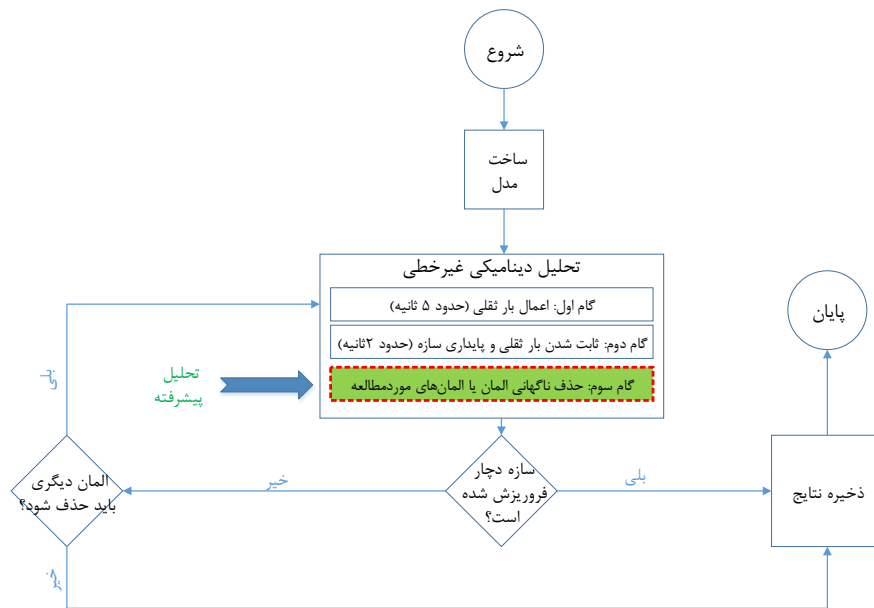 شروع
ساخت
مدل
تحلیل دینامیکی غیرخطی
گام اول: اعمال بار ثقلی (حدود ۵ ثانیه)
گام دوم: ثابت شدن بار ثقلی و پایداری سازه (حدود ۲ثانیه)
گام سوم: حذف ناگهانی المان یا المان‌های موردمطالعه
تحلیل
پیشرفته
پایان
بلی
سازه دچار
فروریزش شده
است؟
بلی
خیر
المان دیگری
باید حذف شود؟
ذخیره نتایج
خیر